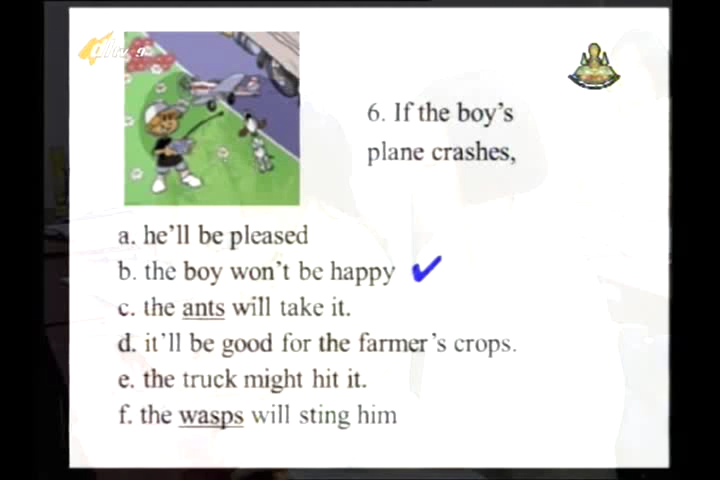 6. If the boy's
plane crashes,
a. he'll be pleased
b. the boy won't be happy
c. the ants will take it.
d. it'll be good for the farmer's crops.
e. the truck might hit it.
f. the wasps will sting him